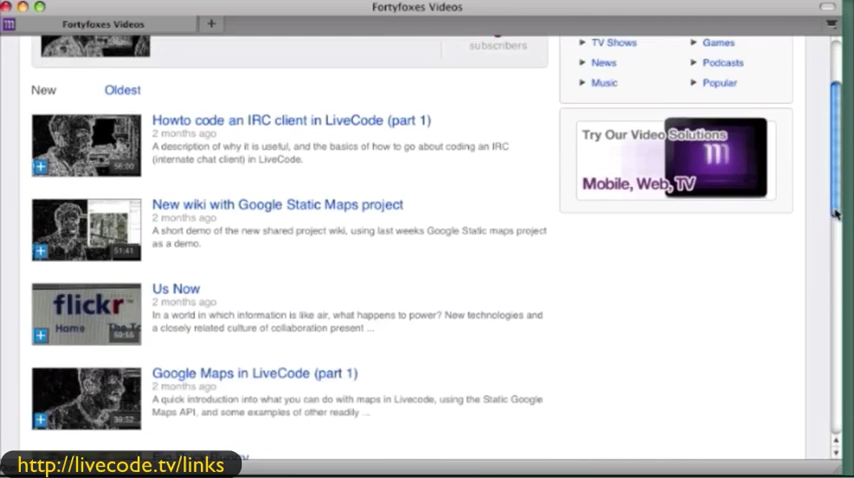 Fortyfoxes Videos
Fortyfoxes Videos
subscribers
TV Shows
Games
News
Podcasts
Music
Popular
New
Oldest
Howto code an IRC client in LiveCode (part 1)
2 months ago
A description of why it is useful, and the basics of how to go about coding an IRC
(internate chat client) in LiveCode.
56:00
Try Our Video Solutions
Mobile, Web, TV
New wiki with Google Static Maps project
2 months ago
A short demo of the new shared project wiki, using last weeks Google Static maps project
as a demo.
51:41
Us Now
2 months ago
In a world in which information is like air, what happens to power? New technologies and
a closely related culture of collaboration present ...
flickr
Home
Google Maps in LiveCode (part 1)
2 months ago
A quick introduction into what you can do with maps in Livecode, using the Static Google
Maps API, and some examples of other readily ...
http://livecode.tv/links